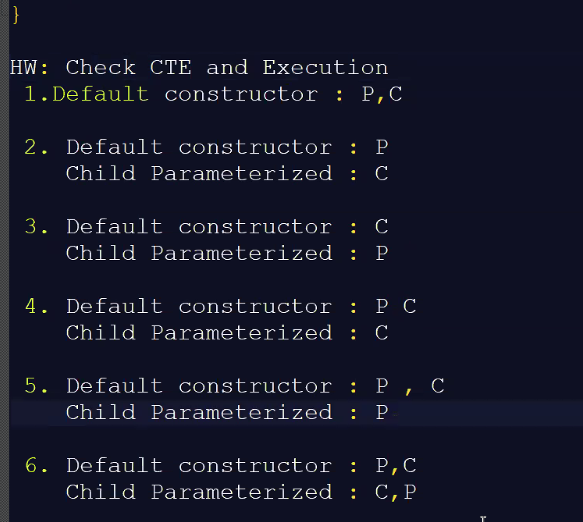 }
HW: Check CTE and Execution
1.Default constructor : P,C
2. Default constructor : P
Child Parameterized : C
3. Default constructor : C
Child Parameterized : P
4. Default constructor : P C
Child Parameterized : C
5. Default constructor : P , C
Child Parameterized : P
6. Default constructor : P,C
Child Parameterized : C,P